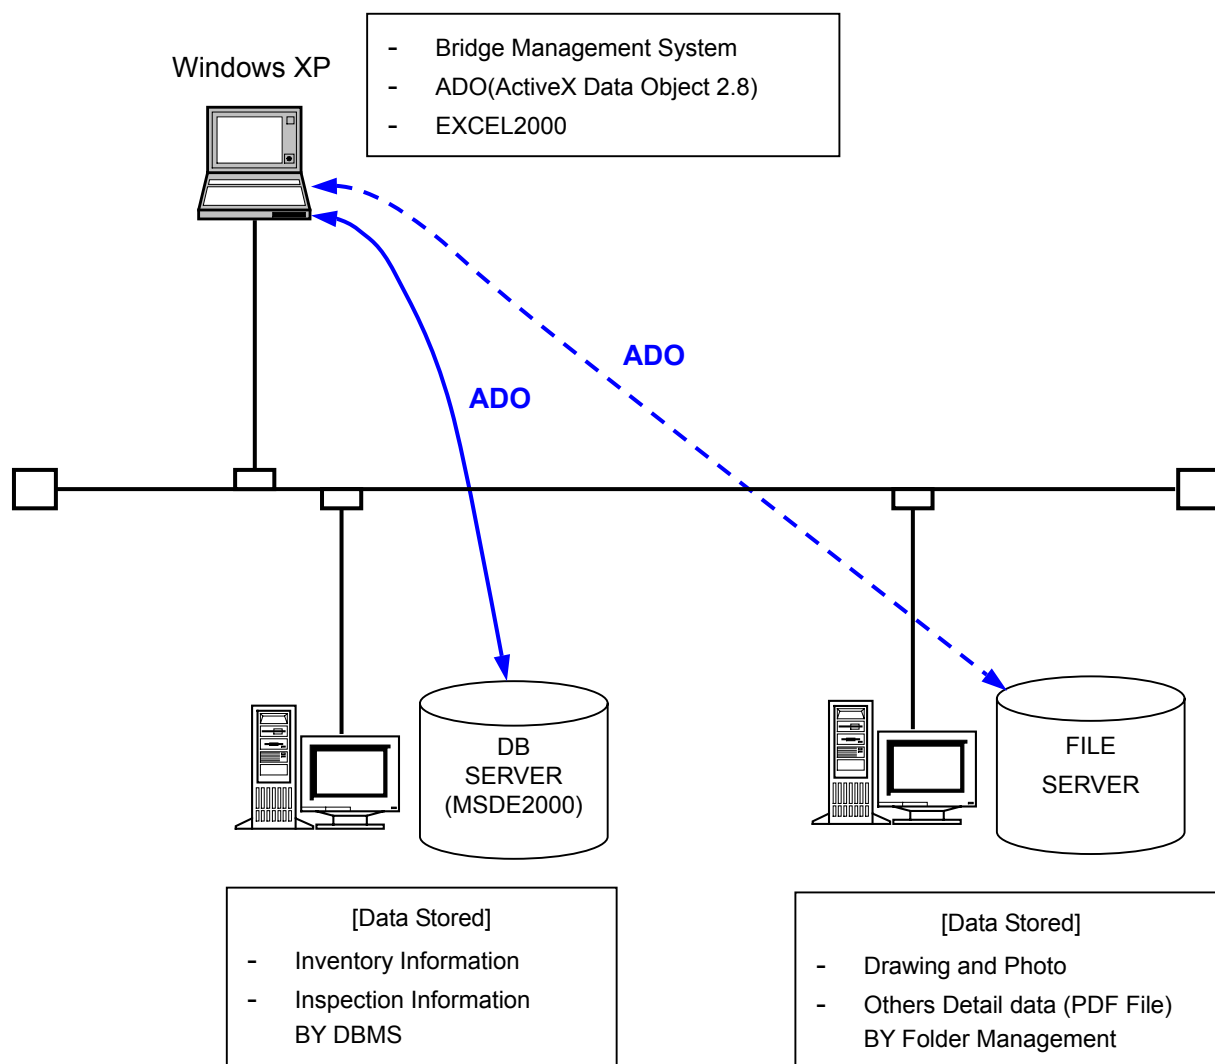 Windows XP
- Bridge Management System
- ADO(ActiveX Data Object 2.8)
- EXCEL2000
ADO
ADO
DB
SERVER
(MSDE2000)
FILE
SERVER
[Data Stored]
- Inventory Information
- Inspection Information
BY DBMS
[Data Stored]
- Drawing and Photo
- Others Detail data (PDF File)
BY Folder Management